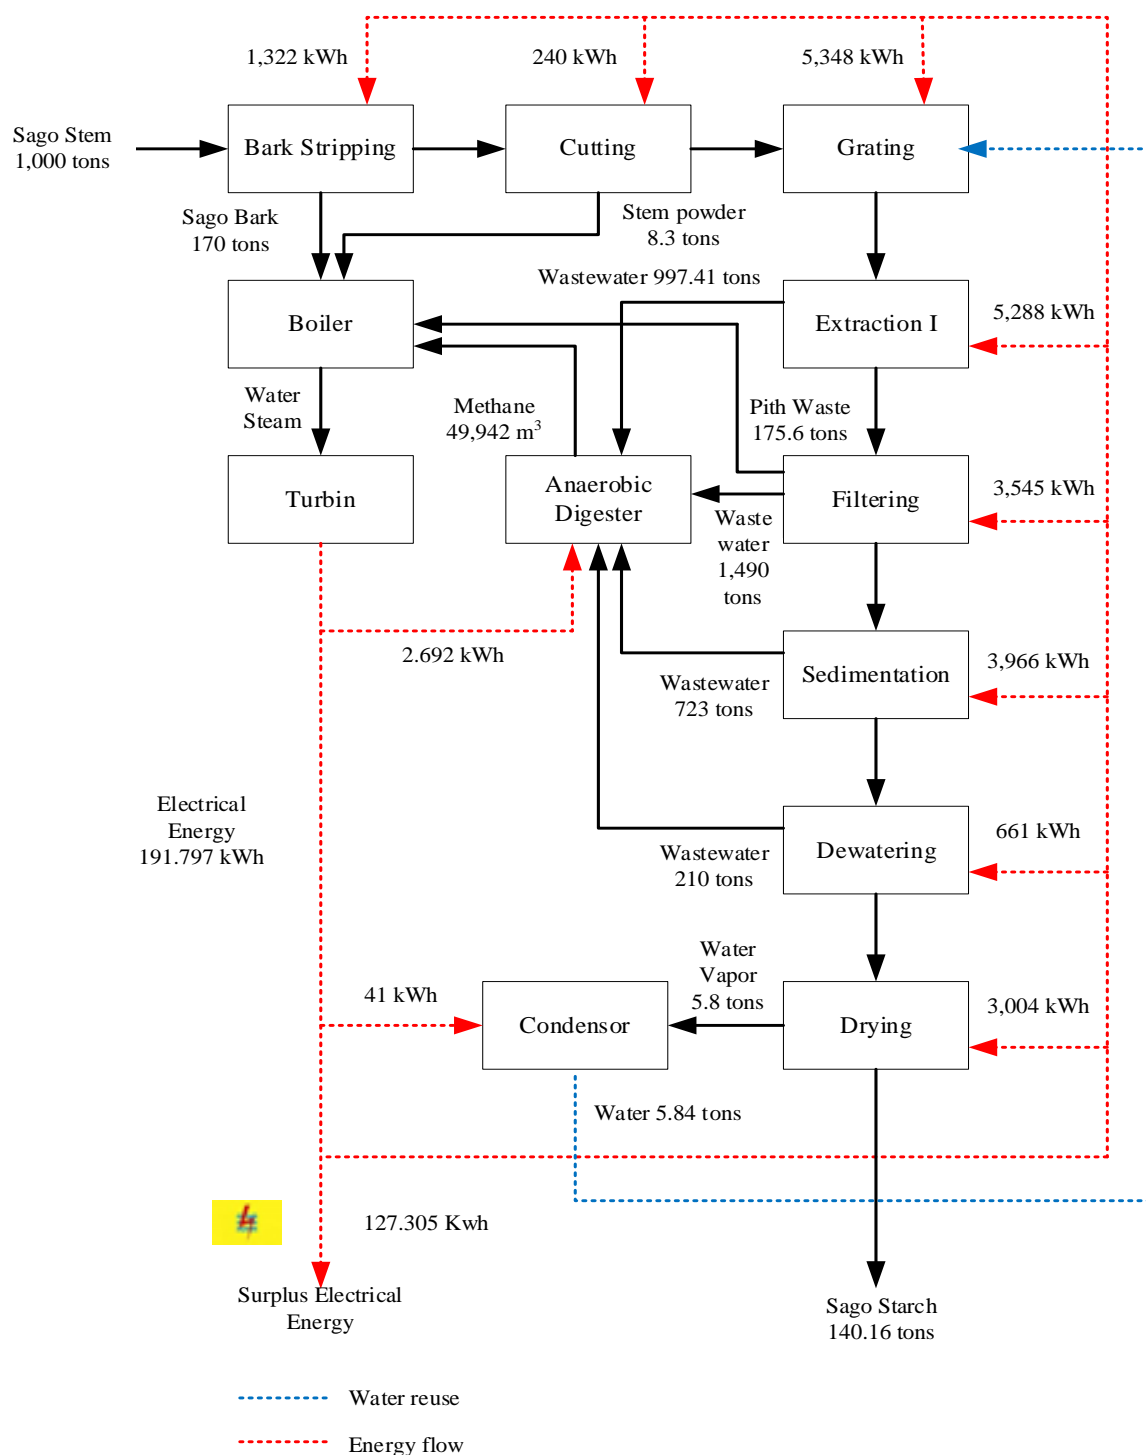 1,322 kWh
240 kWh
5,348 kWh
Sago Stem
1,000 tons
Bark Stripping
Cutting
Grating
Sago Bark
170 tons
Stem powder
8.3 tons
Wastewater 997.41 tons
Boiler
Extraction I
5,288 kWh
Water
Steam
Methane
49,942 m³
Pith Waste
175.6 tons
Turbin
Anaerobic
Digester
Filtering
3,545 kWh
Waste
water
1,490
tons
2.692 kWh
Sedimentation
3,966 kWh
Wastewater
723 tons
Electrical
Energy
191.797 kWh
Dewatering
661 kWh
Wastewater
210 tons
Water
Vapor
5.8 tons
41 kWh
Condensor
Drying
3,004 kWh
Water 5.84 tons
127.305 Kwh
Surplus Electrical
Energy
Sago Starch
140.16 tons
Water reuse
Energy flow